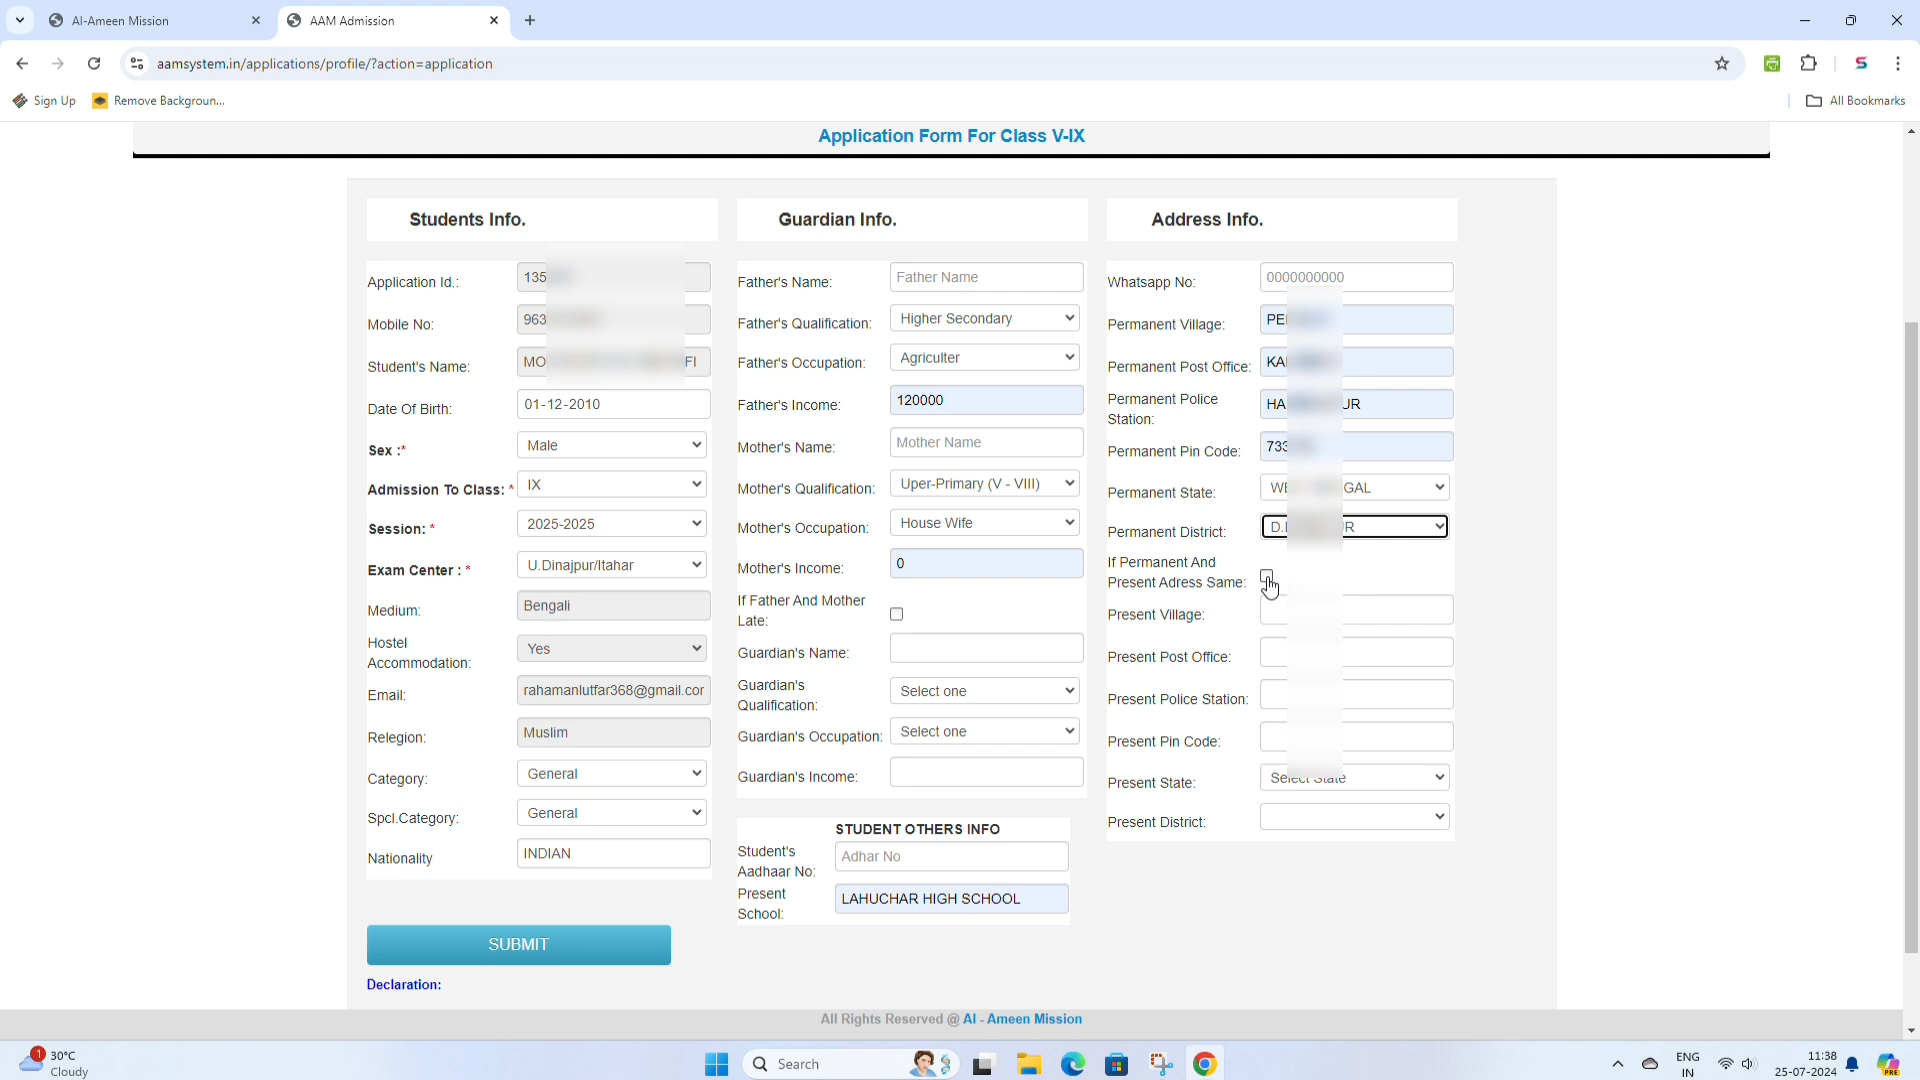 Al-Ameen Mission
AAM Admission
aamsystem.in/applications/profile/?action=application
Sign Up
Remove Backgroun...
All Bookmarks
Application Form For Class V-IX
Students Info.
Application Id.: 135
Mobile No: 963
Student's Name: MO FI
Date Of Birth: 01-12-2010
Sex :* Male
Admission To Class: * IX
Session: * 2025-2025
Exam Center : * U.Dinajpur/Itahar
Medium: Bengali
Hostel
Accommodation: Yes
Email: rahamanlutfar368@gmail.cor
Relegion: Muslim
Category: General
Spcl.Category: General
Nationality INDIAN
SUBMIT
Declaration:
Guardian Info.
Father's Name: Father Name
Father's Qualification: Higher Secondary
Father's Occupation: Agriculter
Father's Income: 120000
Mother's Name: Mother Name
Mother's Qualification: Uper-Primary (V - VIII)
Mother's Occupation: House Wife
Mother's Income: 0
If Father And Mother
Late:
Guardian's Name:
Guardian's
Qualification: Select one
Guardian's Occupation: Select one
Guardian's Income:
STUDENT OTHERS INFO
Student's
Aadhaar No: Adhar No
Present
School: LAHUCHAR HIGH SCHOOL
Address Info.
Whatsapp No: 0000000000
Permanent Village: PE
Permanent Post Office: KA
Permanent Police
Station: HA UR
Permanent Pin Code: 733
Permanent State: WE GAL
Permanent District: D. R
If Permanent And
Present Adress Same:
Present Village:
Present Post Office:
Present Police Station:
Present Pin Code:
Present State: Select State
Present District:
All Rights Reserved @ Al - Ameen Mission
1
30°C
Cloudy
Search
PRE
ENG
IN
11:38
25-07-2024